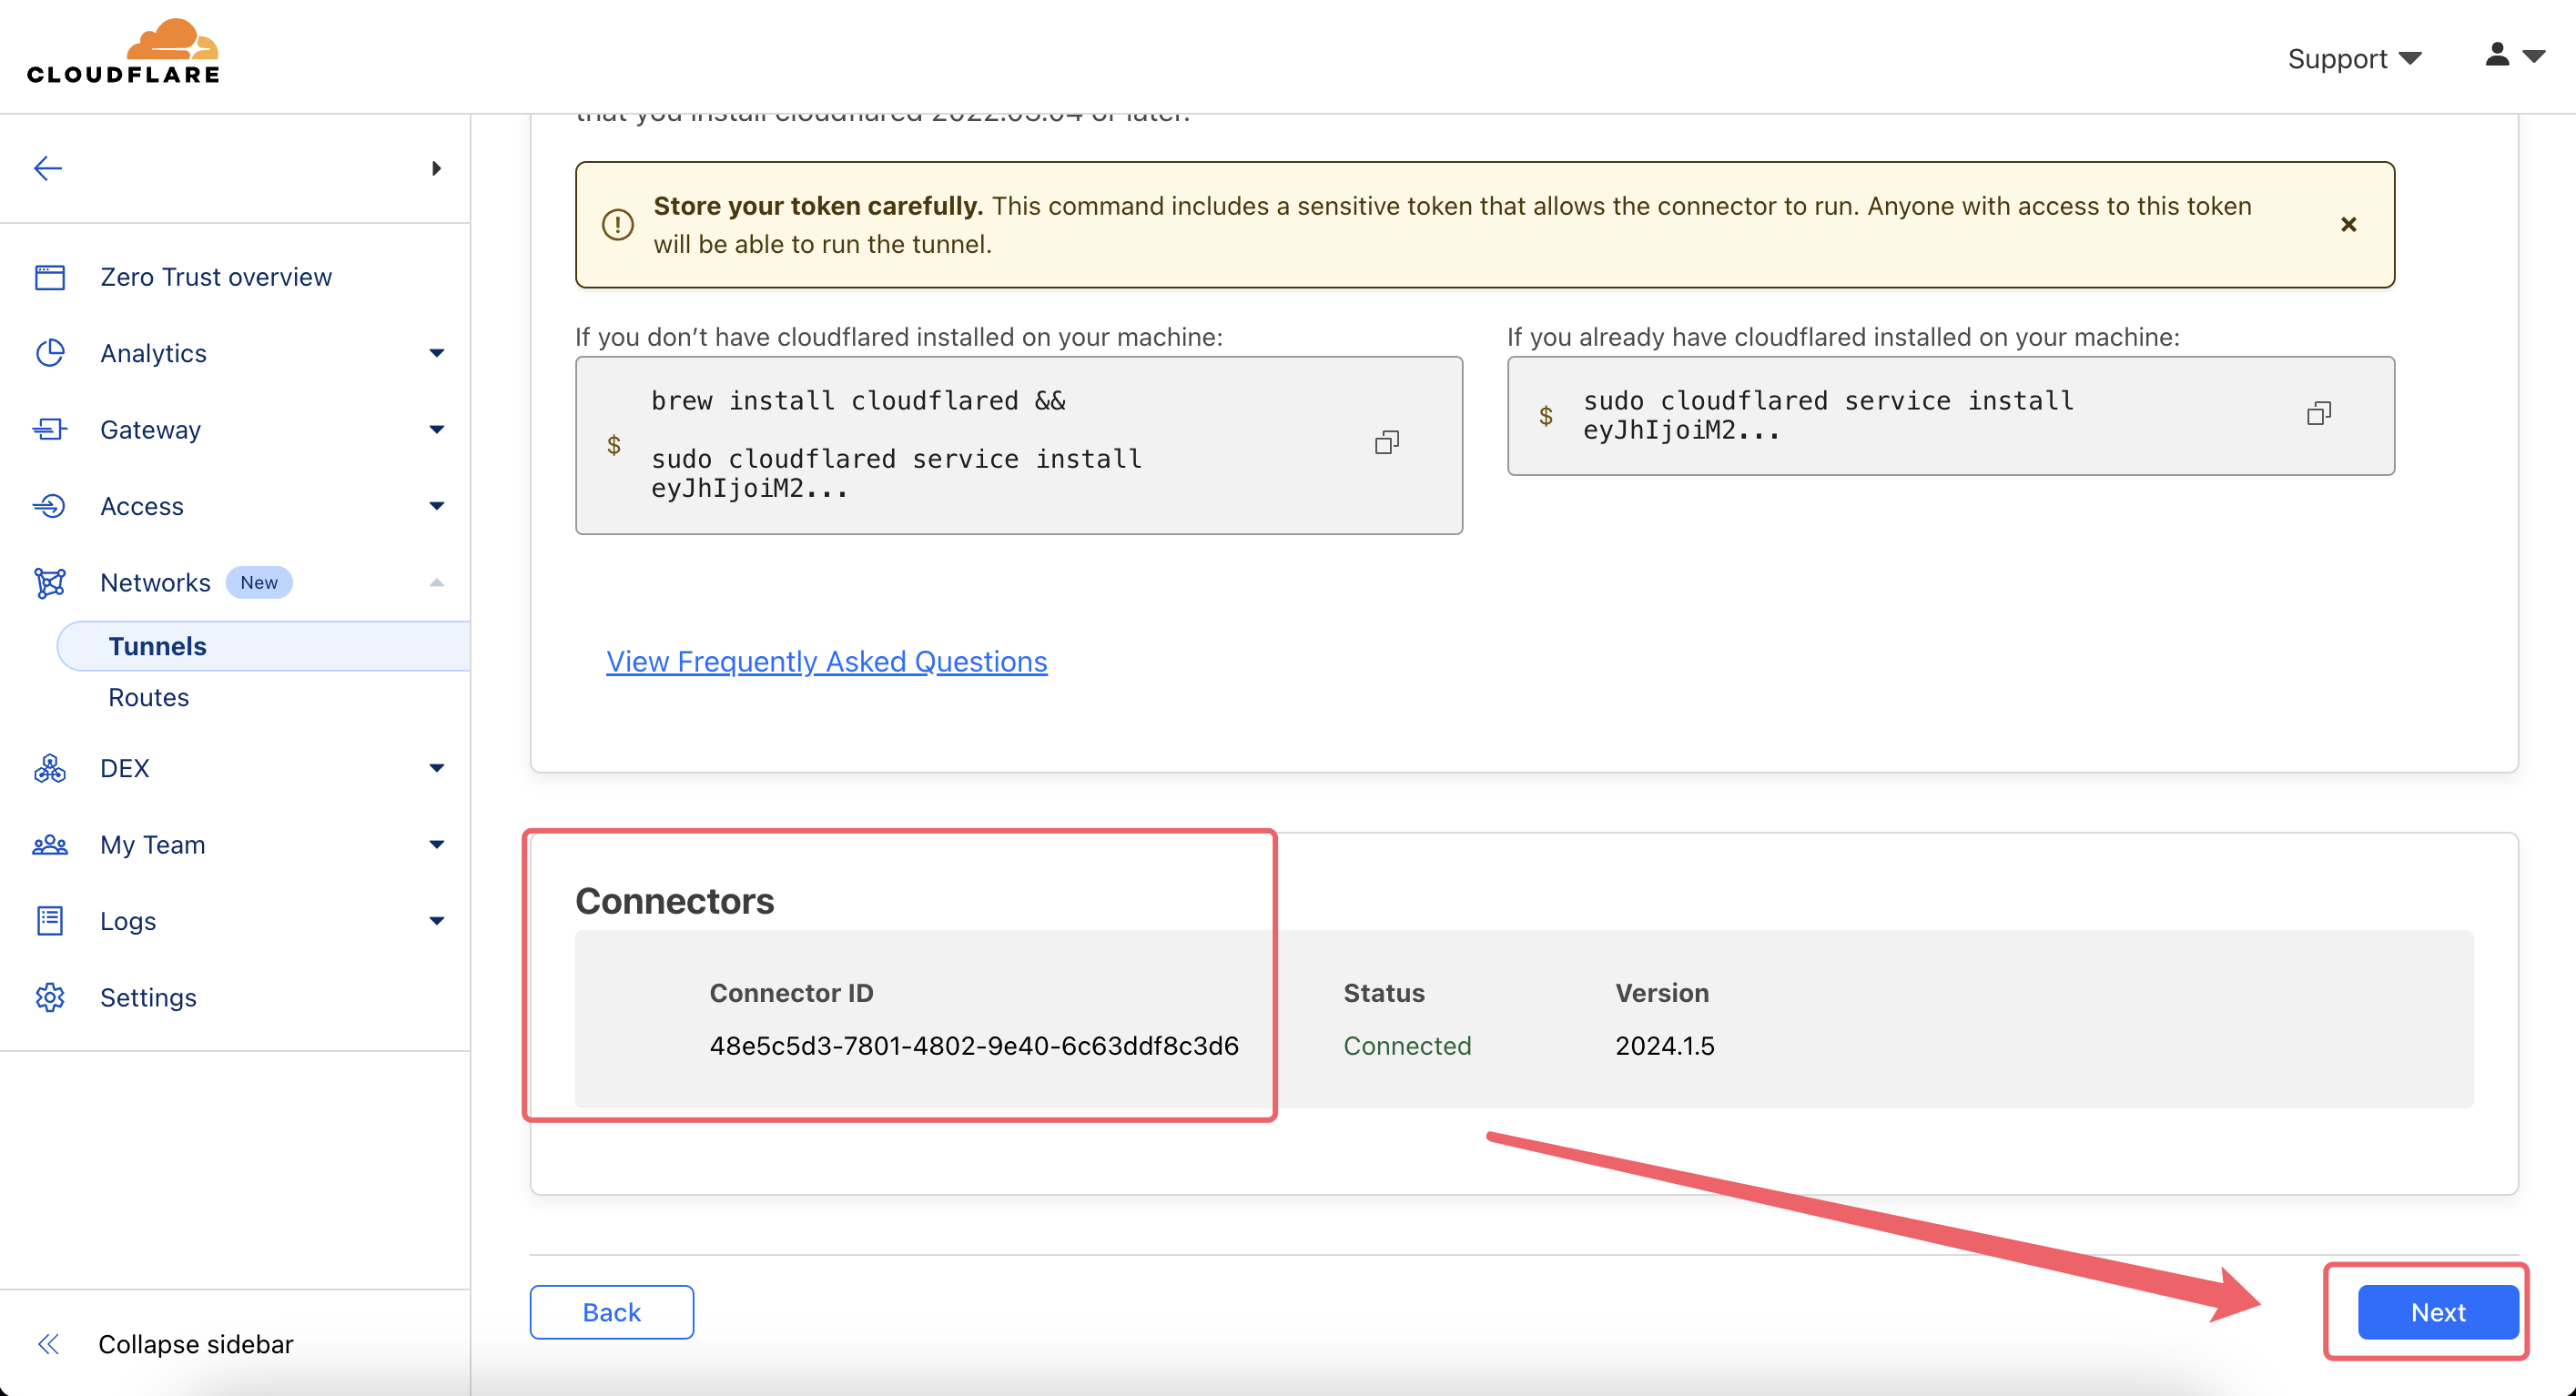 CLOUDFLARE
Support
that you install cloudflared 2022.03.04 or later.
Zero Trust overview
Analytics
Gateway
Access
Networks New
Tunnels
Routes
DEX
My Team
Logs
Settings
Collapse sidebar
Store your token carefully. This command includes a sensitive token that allows the connector to run. Anyone with access to this token
will be able to run the tunnel.
If you don’t have cloudflared installed on your machine:
$ brew install cloudflared &&
sudo cloudflared service install
eyJhIjoiM2...
If you already have cloudflared installed on your machine:
$ sudo cloudflared service install
eyJhIjoiM2...
View Frequently Asked Questions
Connectors
Connector ID Status Version
48e5c5d3-7801-4802-9e40-6c63ddf8c3d6 Connected 2024.1.5
Back
Next